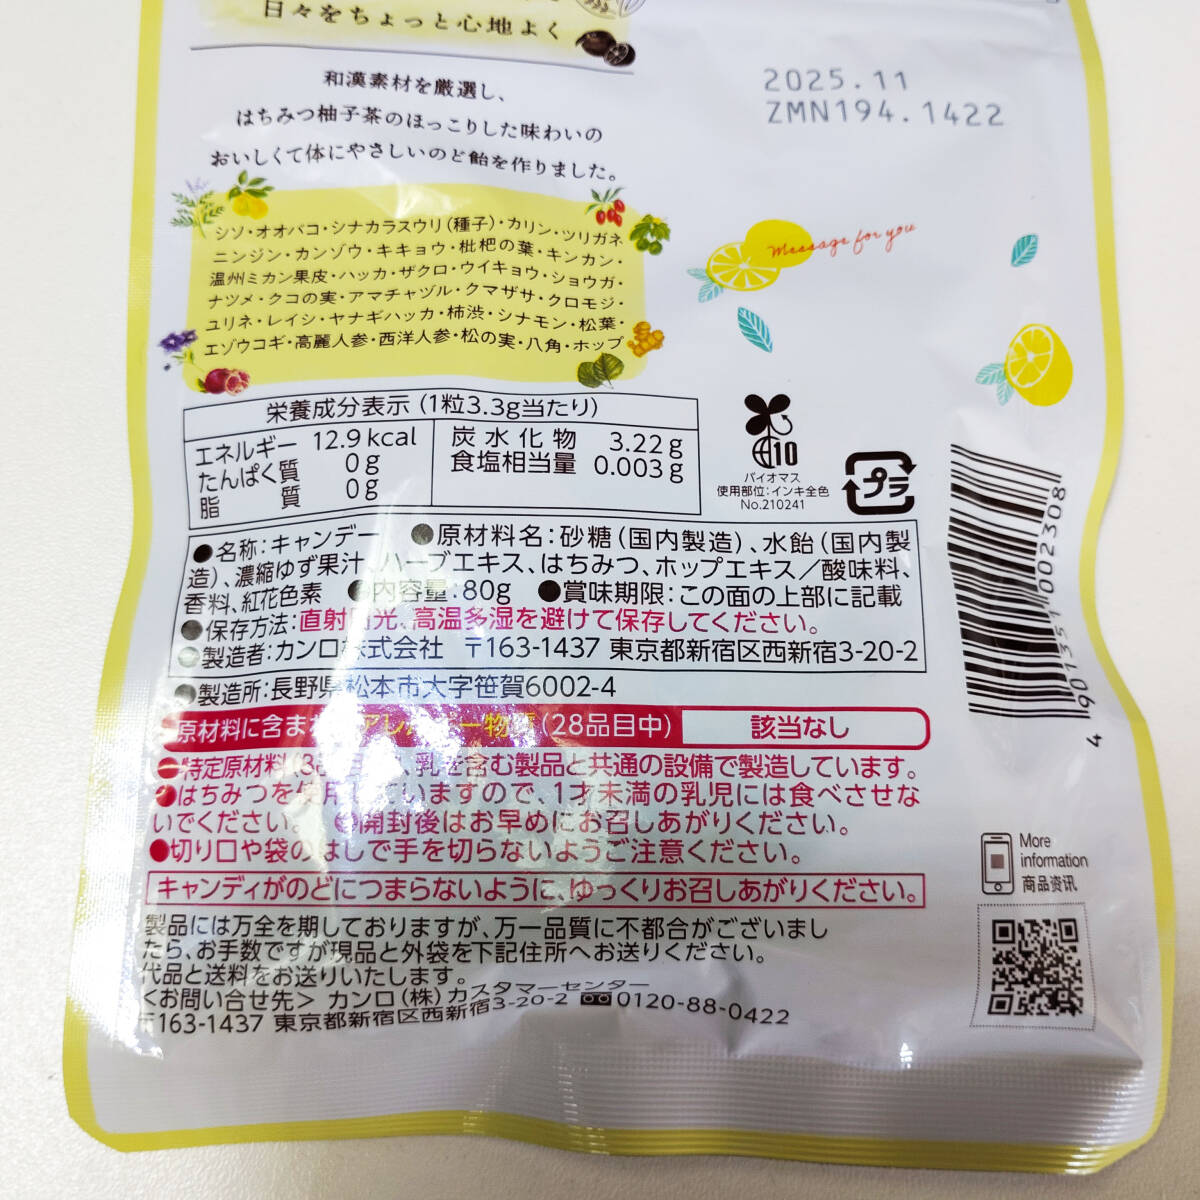 日々をちょっと心地よく
和漢素材を厳選し、
はちみつ柚子茶のほっこりした味わいの
おいしくて体にやさしいのど飴を作りました。
シソ・オオバコ・シナカラスウリ(種子)・カリン・ツリガネ
ニンジン・カンゾウ・キキョウ・枇杷の葉・キンカン・
温州ミカン果皮・ハッカ・ザクロ・ウイキョウ・ショウガ・
ナツメ・クコの実・アマチャヅル・クマザサ・クロモジ・
ユリネ・レイシ・ヤナギハッカ・柿渋・シナモン・松葉・
エゾウコギ・高麗人参・西洋人参・松の実・八角・ホップ
2025.11
ZMN194.1422
Message for you
栄養成分表示(1粒3.3g当たり)
エネルギー 12.9kcal
たんぱく質 0g
脂質 0g
炭水化物 3.22g
食塩相当量 0.003g
10
バイオマス
使用部位:インキ全色
No.210241
プラ
●名称:キャンデー ●原材料名:砂糖(国内製造)、水飴(国内製
造)、濃縮ゆず果汁、ハーブエキス、はちみつ、ホップエキス/酸味料、
香料、紅花色素 ●内容量:80g ●賞味期限:この面の上部に記載
●保存方法:直射日光、高温多湿を避けて保存してください。
●製造者:カンロ株式会社 〒163-1437 東京都新宿区西新宿3-20-2
●製造所:長野県松本市大字笹賀6002-4
原材料に含まれるアレルギー物質(28品目中) 該当なし
●特定原材料 乳を含む製品と共通の設備で製造しています。
●はちみつを使用していますので、1才未満の乳児には食べさせな
いでください。 ●開封後はお早めにお召しあがりください。
●切り口や袋のはしで手を切らないようご注意ください。
キャンディがのどにつまらないように、ゆっくりお召しあがりください。
製品には万全を期しておりますが、万一品質に不都合がございまし
たら、お手数ですが現品と外袋を下記住所へお送りください。
代品と送料をお送りいたします。
<お問い合せ先> カンロ(株)カスタマーセンター
〒163-1437 東京都新宿区西新宿3-20-2 0120-88-0422
4 901351 002308
More
information
商品资讯